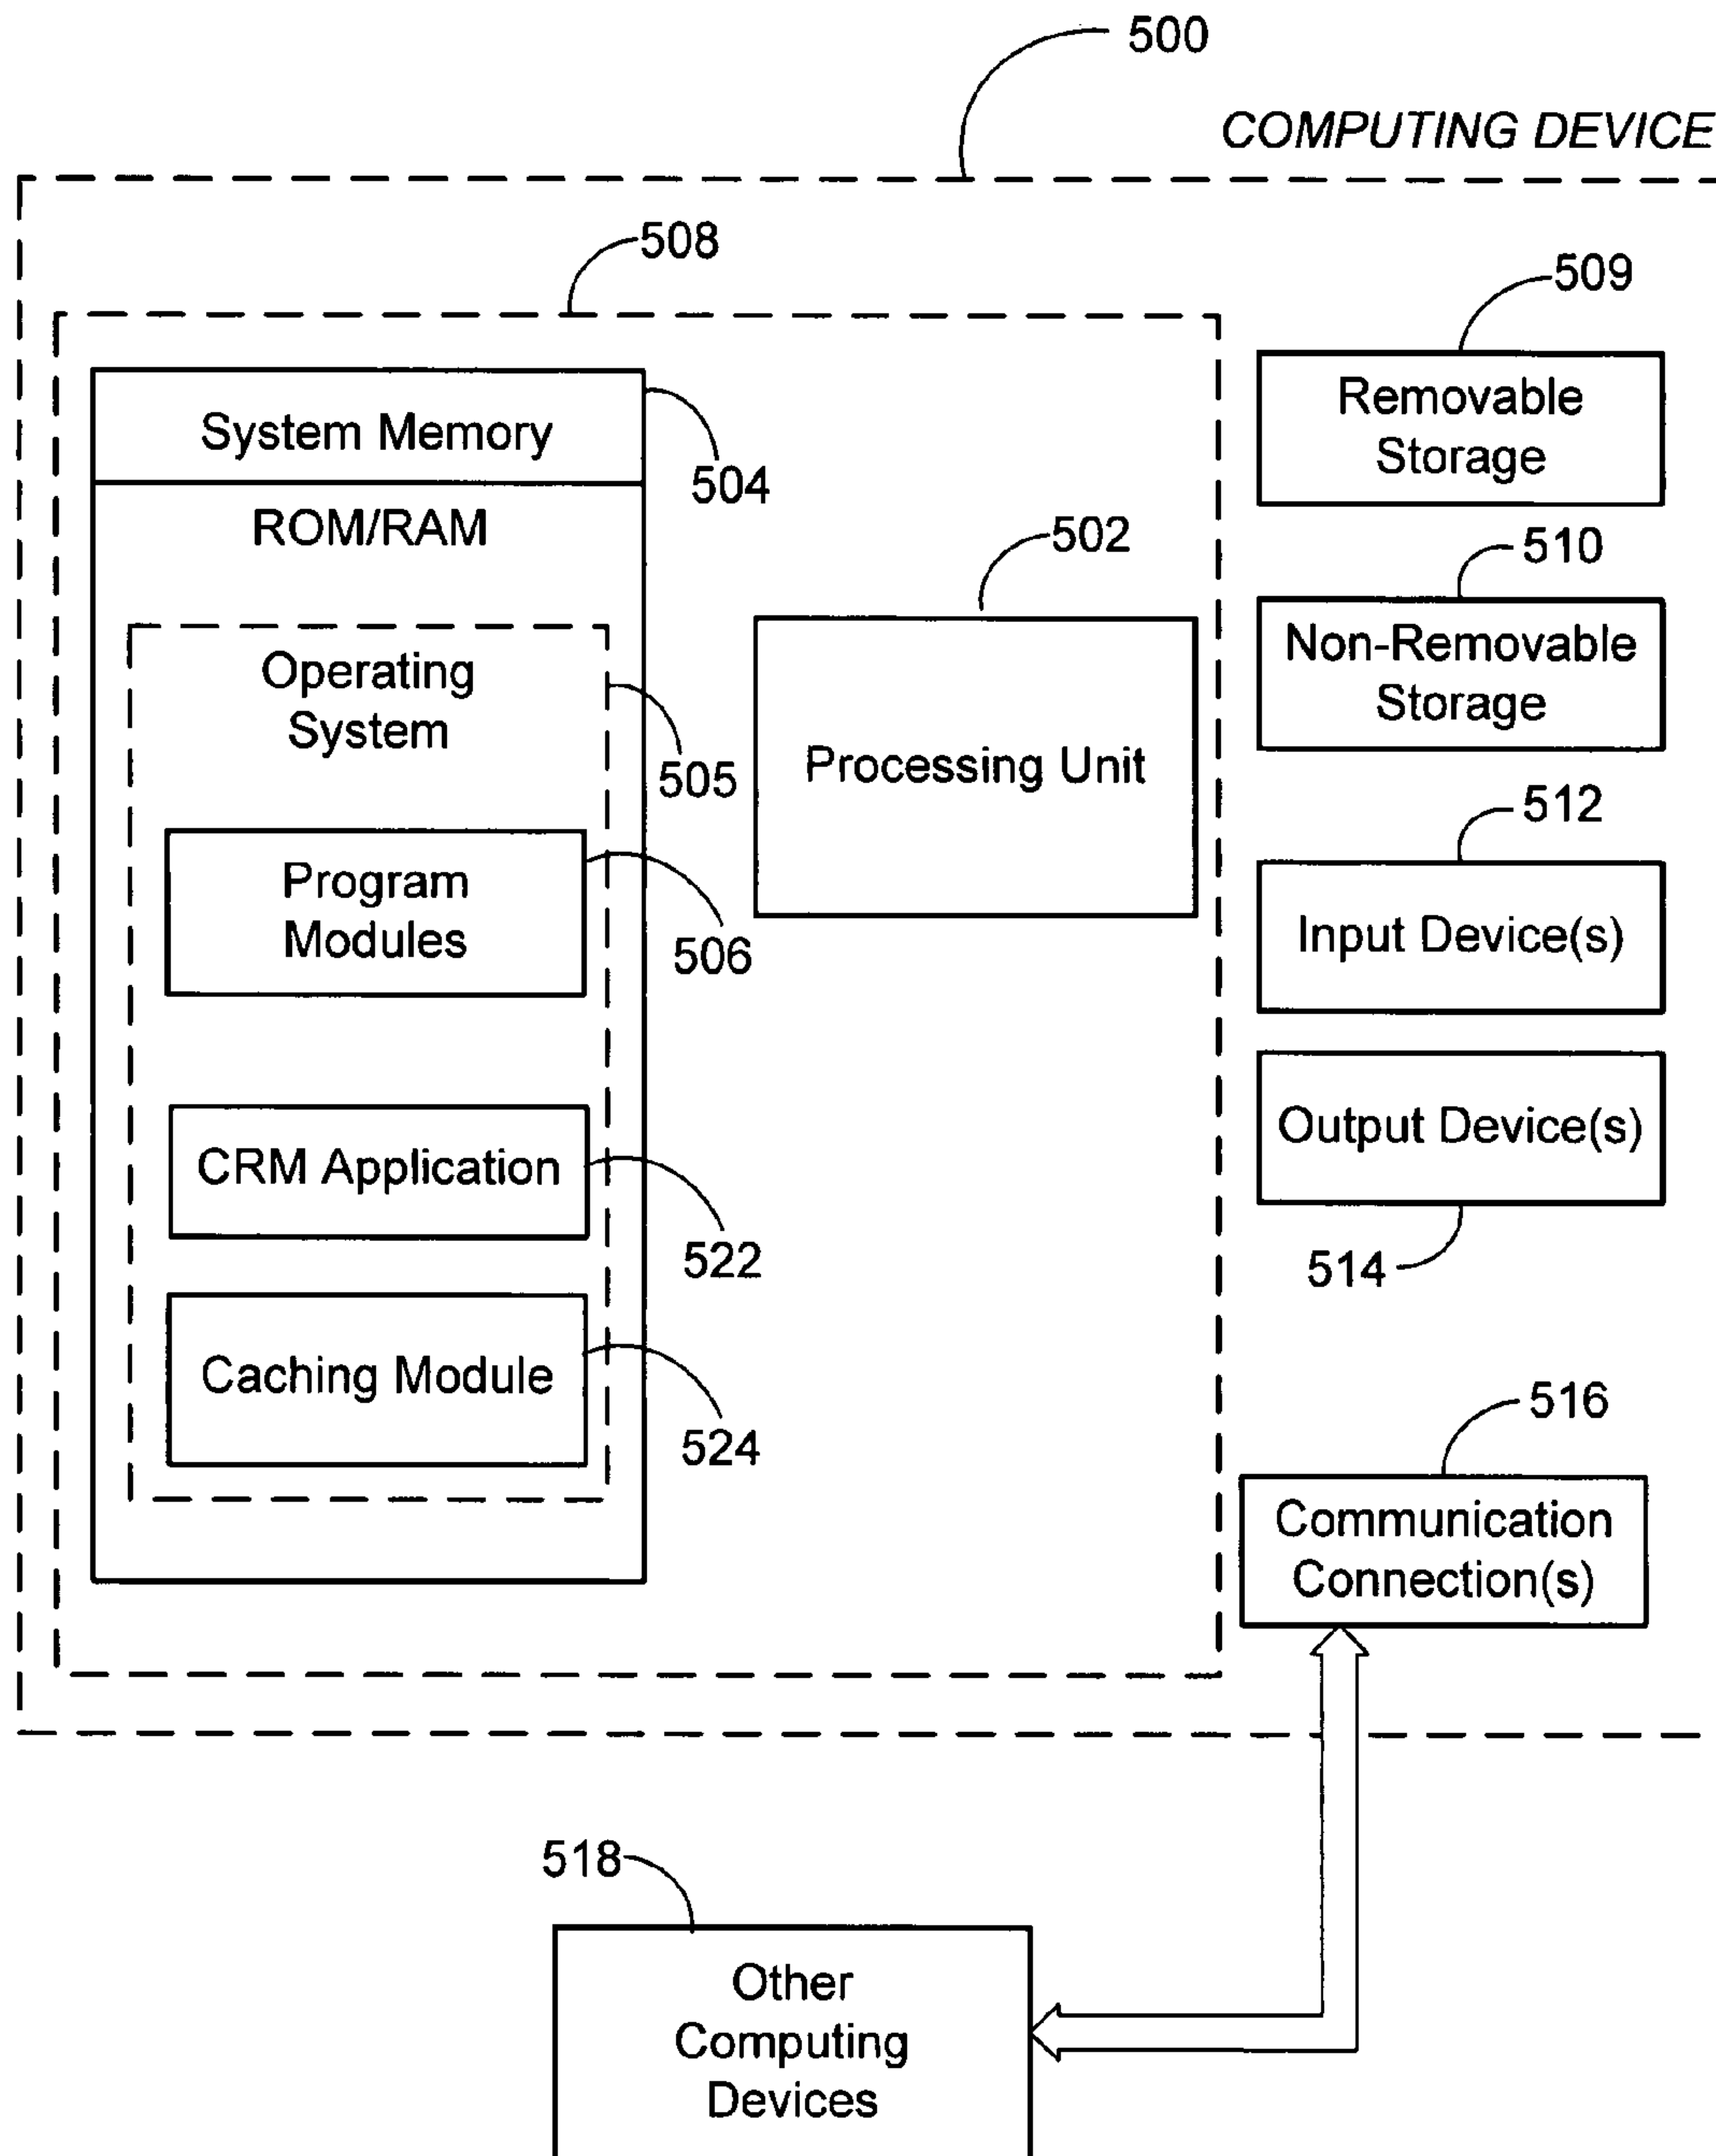 500
COMPUTING DEVICE
508
509
System Memory
504
ROM/RAM
Removable
Storage
502
510
Operating
System
505
Processing Unit
Non-Removable
Storage
512
Program
Modules
506
Input Device(s)
CRM Application
522
Output Device(s)
514
Caching Module
524
516
Communication
Connection(s)
518
Other
Computing
Devices